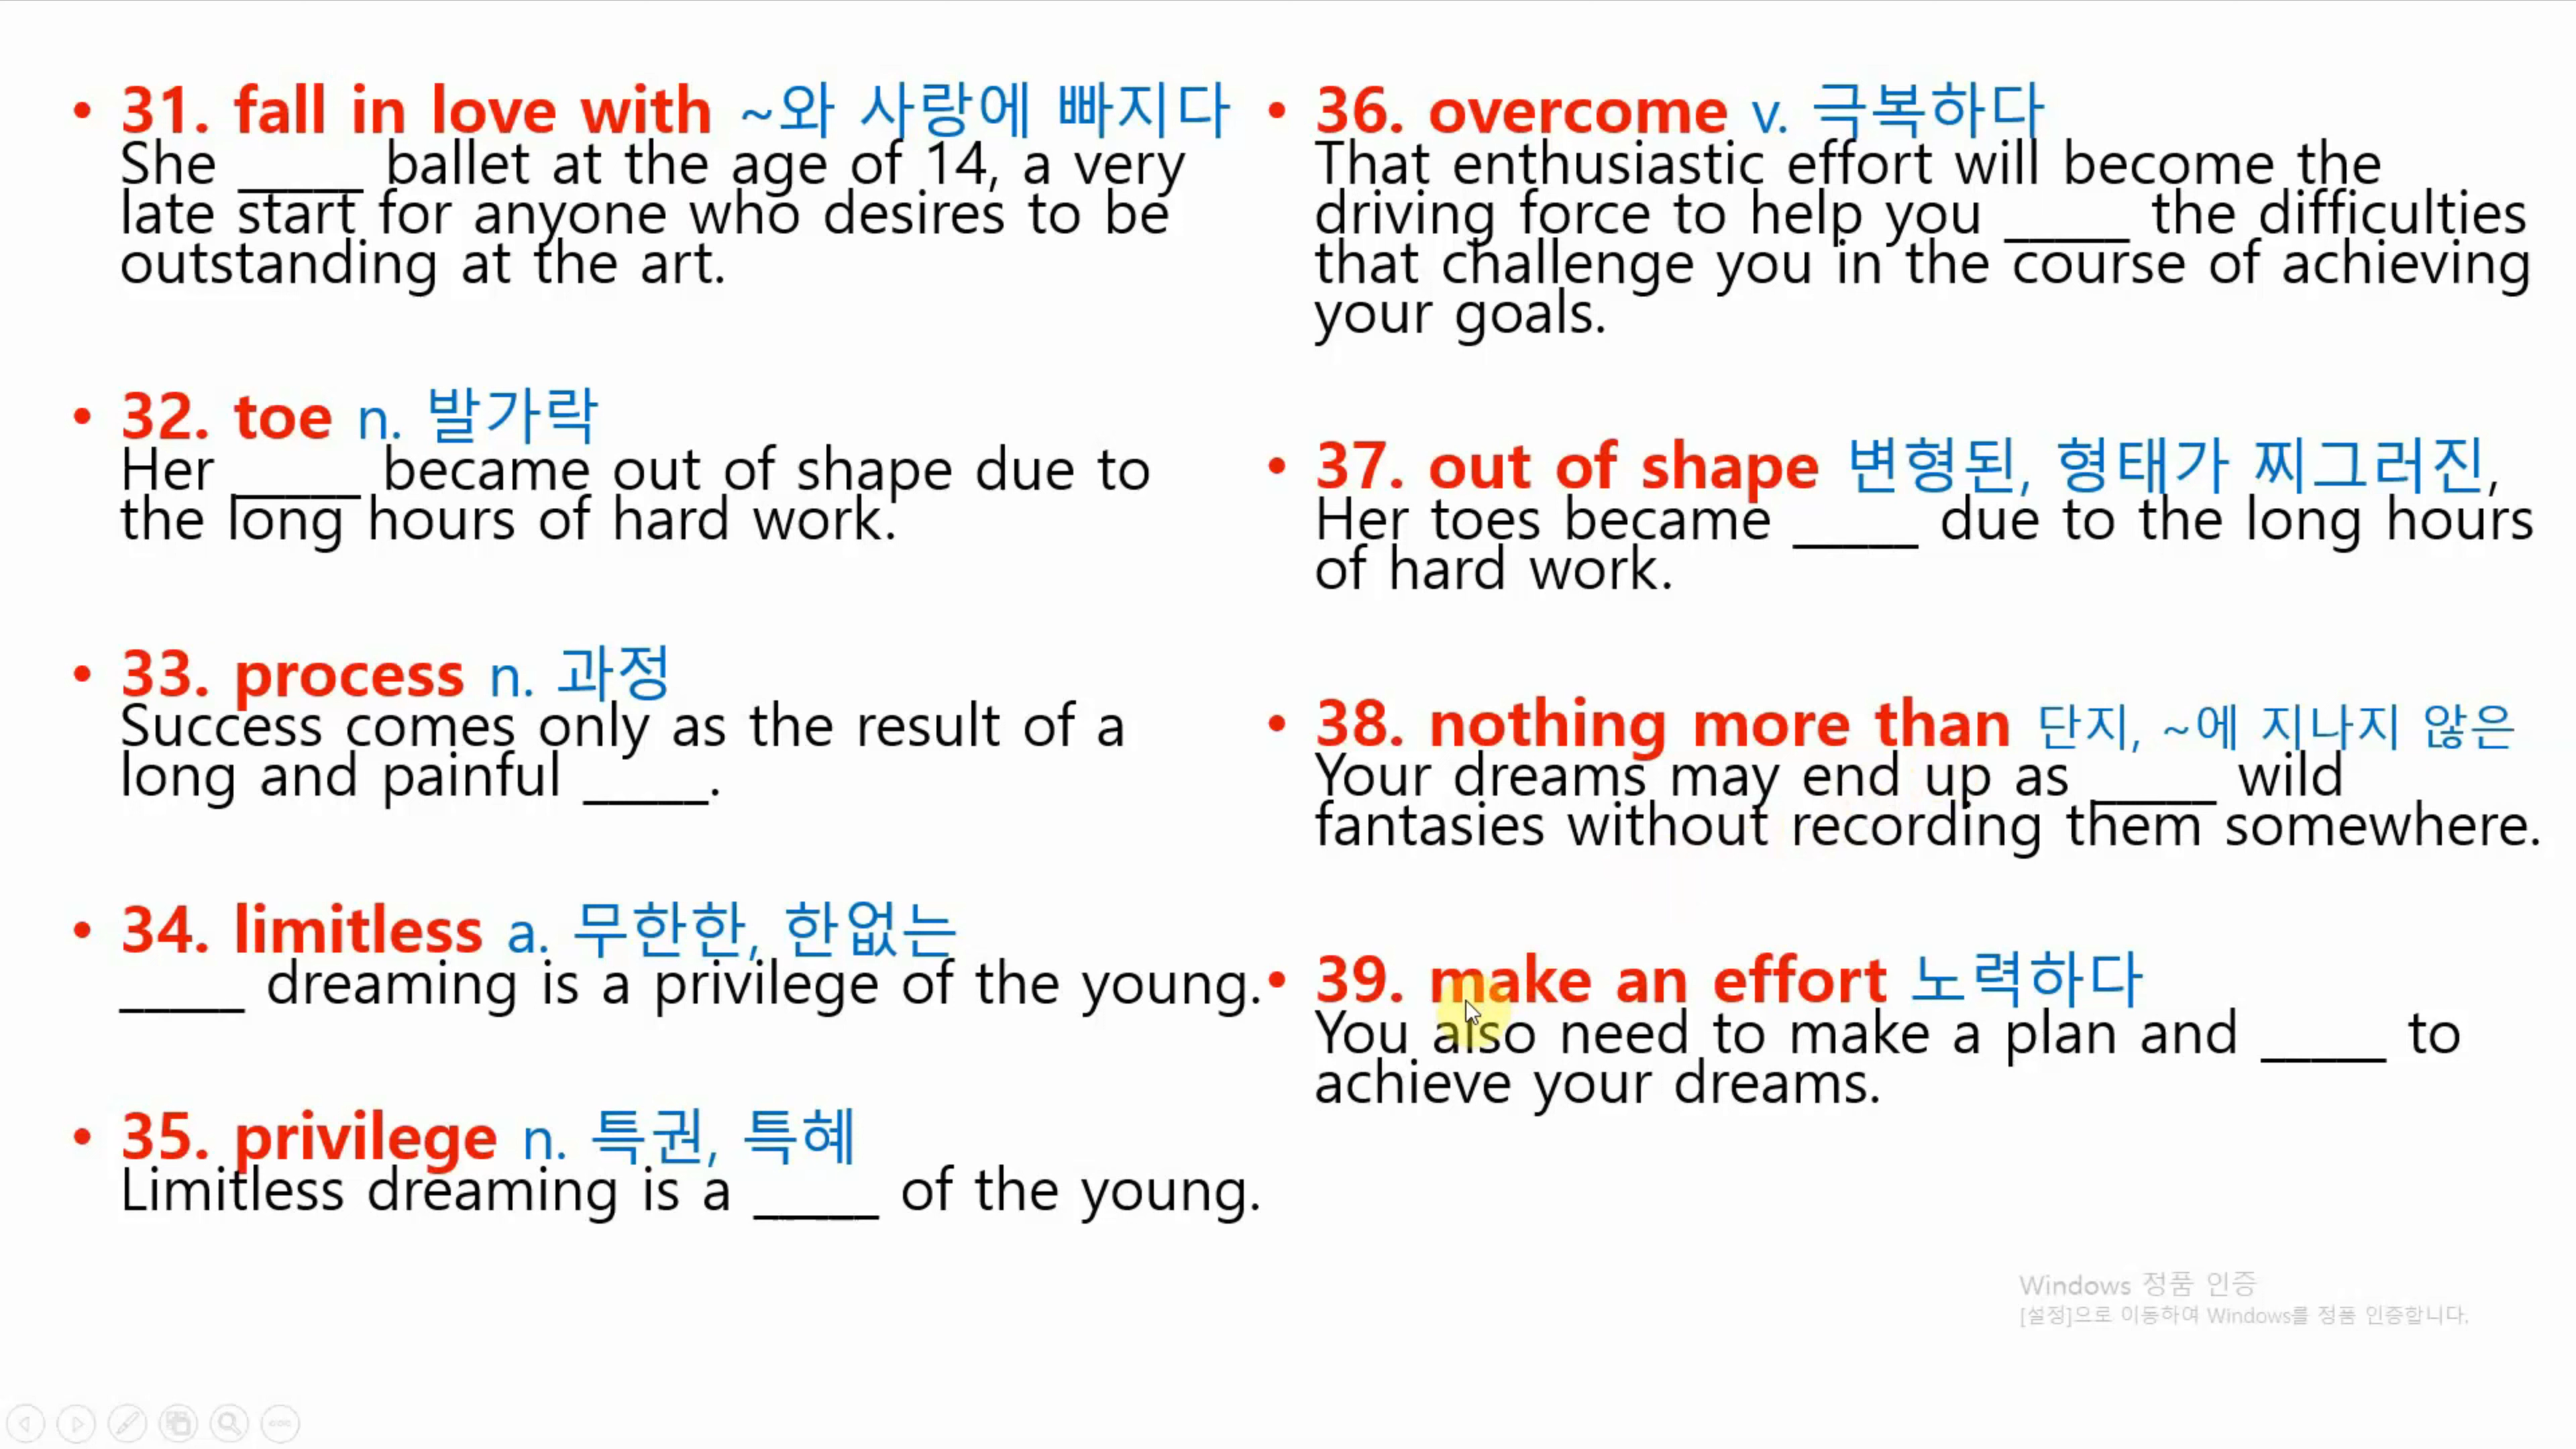 • 31. fall in love with ~와 사랑에 빠지다
She _____ ballet at the age of 14, a very
late start for anyone who desires to be
outstanding at the art.
• 32. toe n. 발가락
Her _____ became out of shape due to
the long hours of hard work.
• 33. process n. 과정
Success comes only as the result of a
long and painful _____.
• 34. limitless a. 무한한, 한없는
_____ dreaming is a privilege of the young.
• 35. privilege n. 특권, 특혜
Limitless dreaming is a _____ of the young.
• 36. overcome v. 극복하다
That enthusiastic effort will become the
driving force to help you _____ the difficulties
that challenge you in the course of achieving
your goals.
• 37. out of shape 변형된, 형태가 찌그러진,
Her toes became _____ due to the long hours
of hard work.
• 38. nothing more than 단지, ~에 지나지 않은
Your dreams may end up as _____ wild
fantasies without recording them somewhere.
• 39. make an effort 노력하다
You also need to make a plan and _____ to
achieve your dreams.
Windows 정품 인증
[설정]으로 이동하여 Windows를 정품 인증합니다.